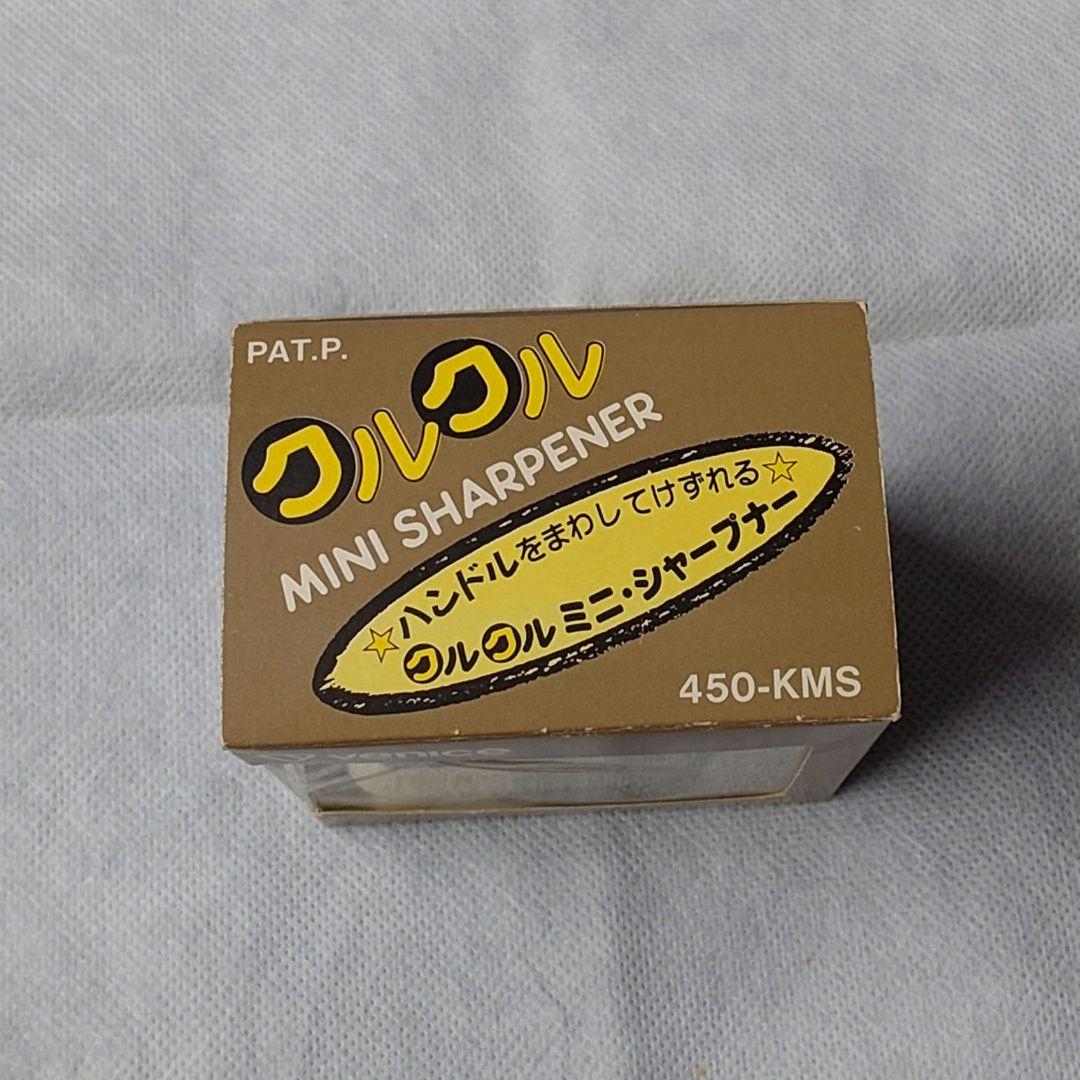 PAT.P.
クルクル
MINI SHARPENER
☆ハンドルをまわしてけずれる☆
クルクルミニ・シャープナー
450-KMS